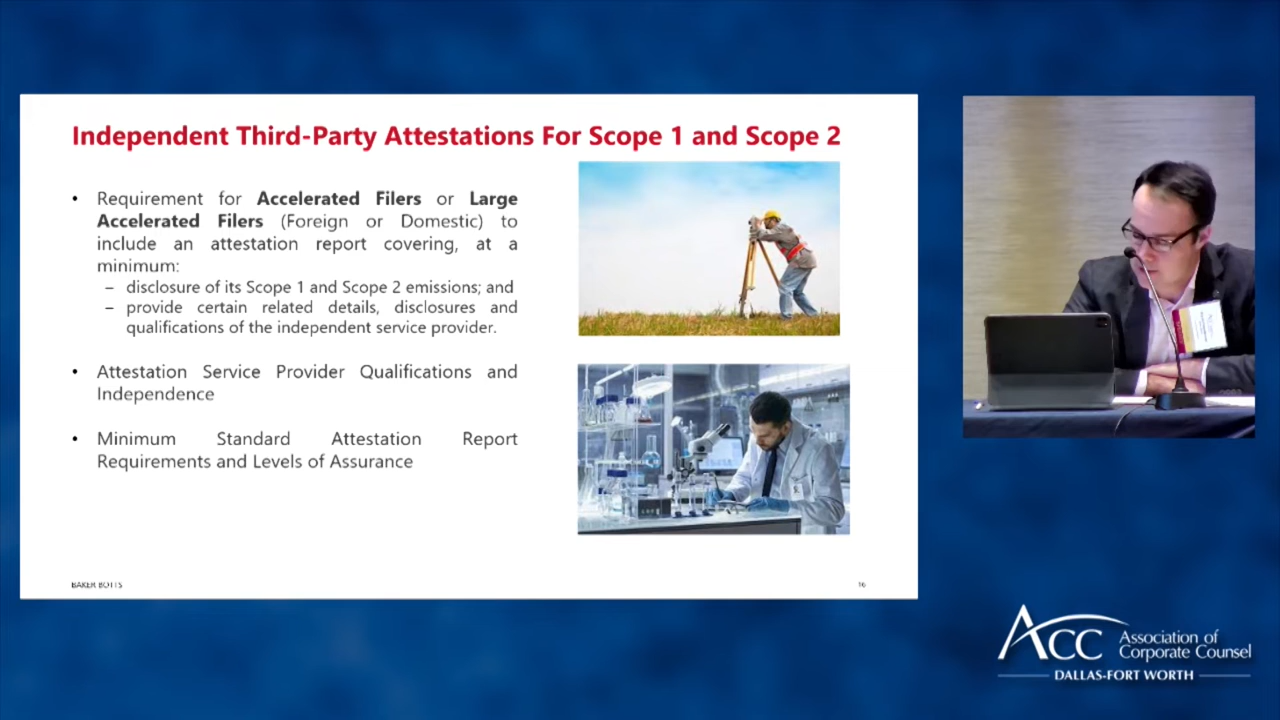 Independent Third-Party Attestations For Scope 1 and Scope 2
• Requirement for Accelerated Filers or Large
Accelerated Filers (Foreign or Domestic) to
include an attestation report covering, at a
minimum:
– disclosure of its Scope 1 and Scope 2 emissions; and
– provide certain related details, disclosures and
qualifications of the independent service provider.
• Attestation Service Provider Qualifications and
Independence
• Minimum Standard Attestation Report
Requirements and Levels of Assurance
BAKER BOTTS
16
ACC Association of
Corporate Counsel
DALLAS-FORT WORTH